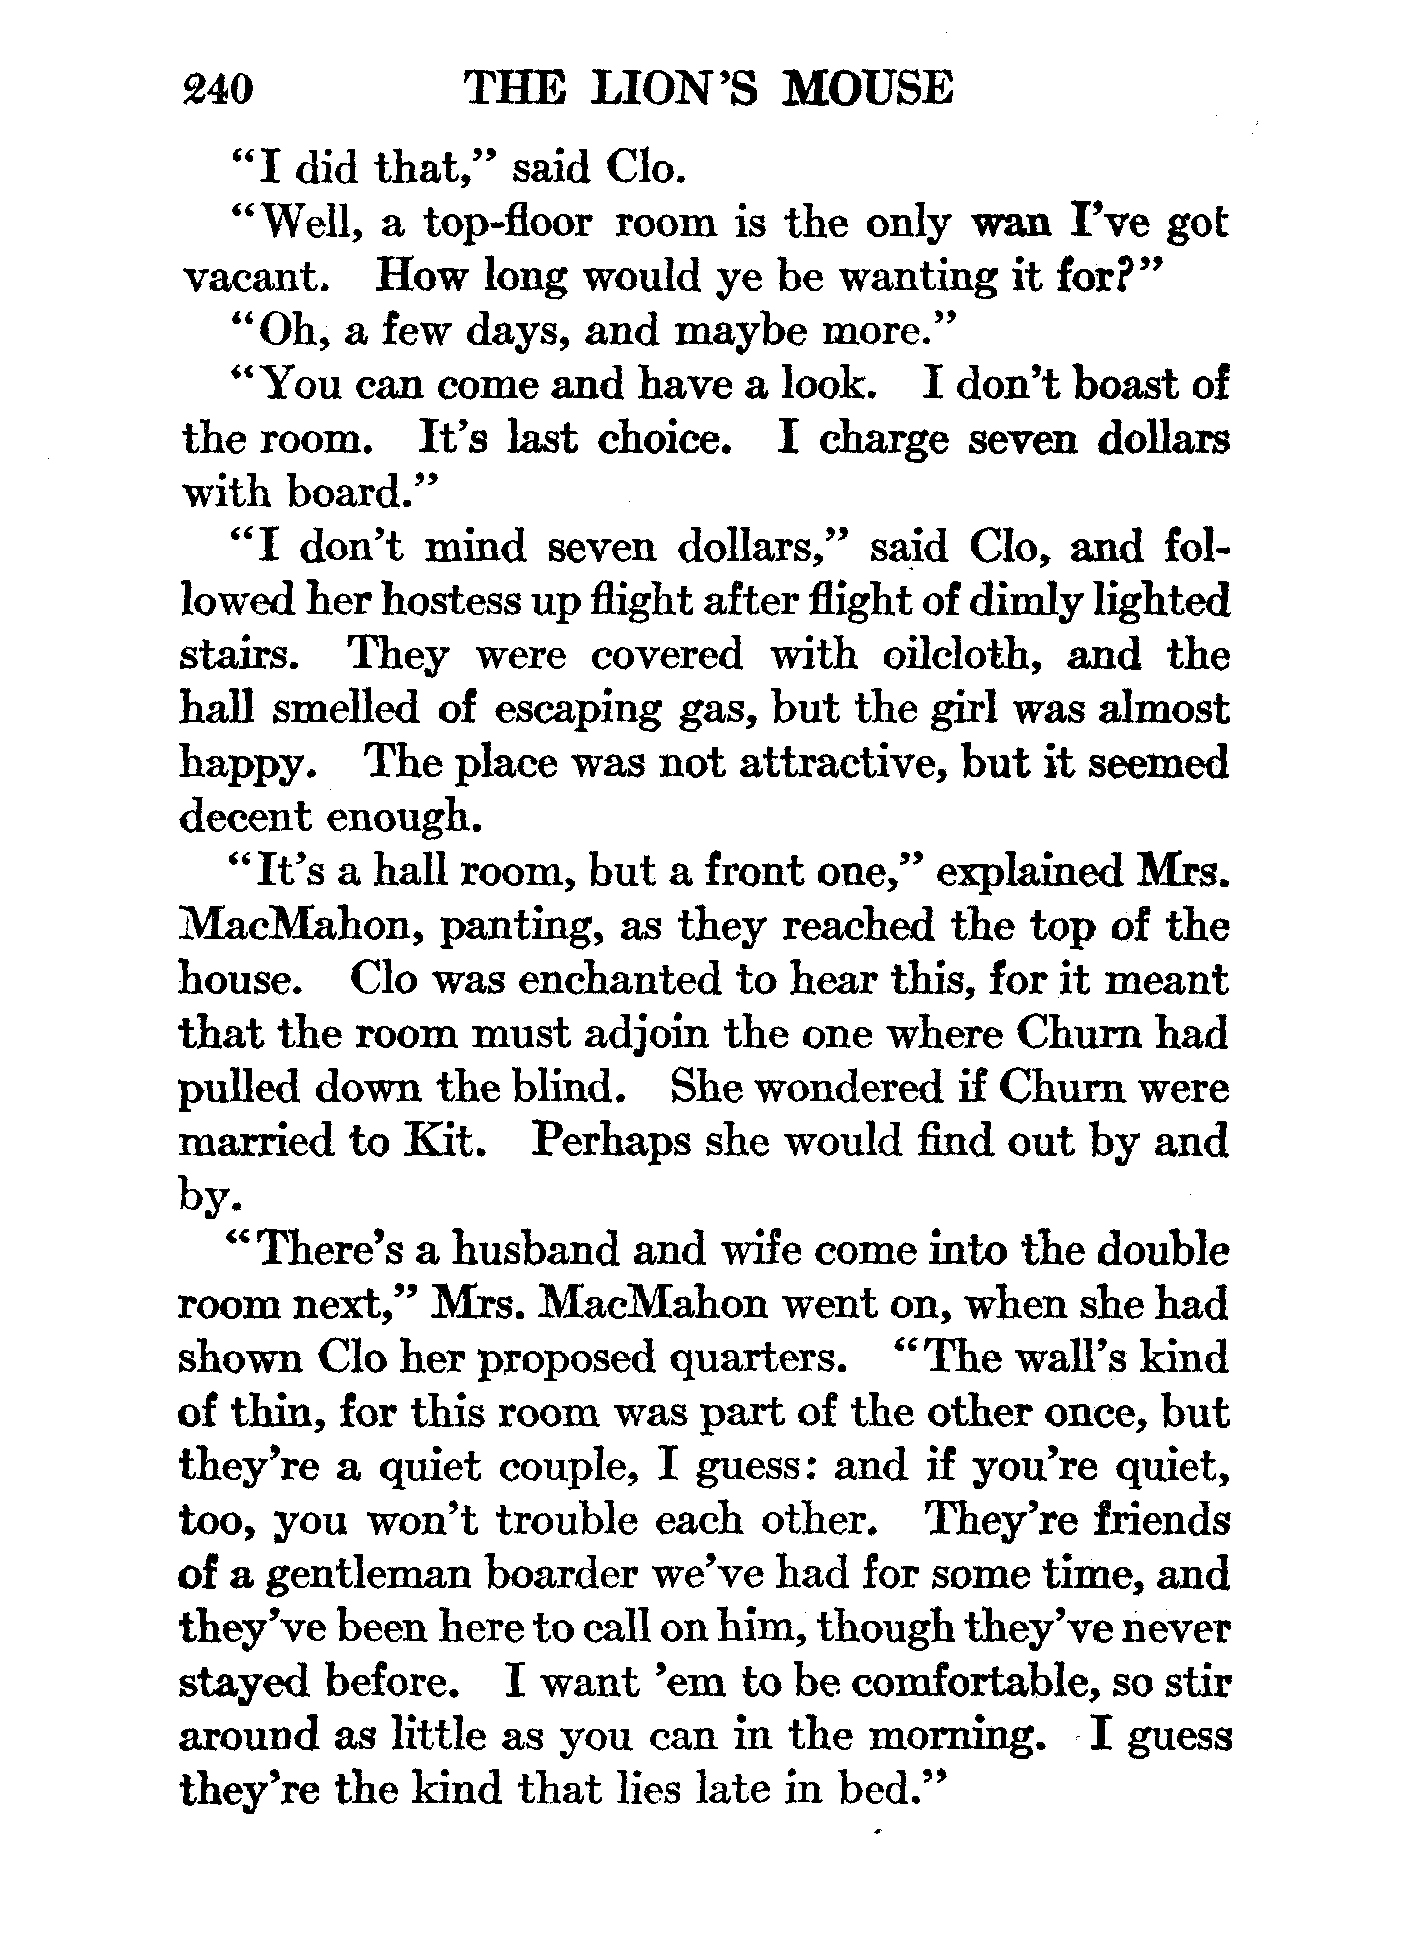 240 THE LION'S MOUSE
"I did that," said Clo.
"Well, a top-floor room is the only wan I've got
vacant. How long would ye be wanting it for?"
"Oh, a few days, and maybe more."
"You can come and have a look. I don't boast of
the room. It's last choice. I charge seven dollars
with board."
"I don't mind seven dollars," said Clo, and fol-
lowed her hostess up flight after flight of dimly lighted
stairs. They were covered with oilcloth, and the
hall smelled of escaping gas, but the girl was almost
happy. The place was not attractive, but it seemed
decent enough.
"It's a hall room, but a front one," explained Mrs.
MacMahon, panting, as they reached the top of the
house. Clo was enchanted to hear this, for it meant
that the room must adjoin the one where Churn had
pulled down the blind. She wondered if Churn were
married to Kit. Perhaps she would find out by and
by.
"There's a husband and wife come into the double
room next," Mrs. MacMahon went on, when she had
shown Clo her proposed quarters. "The wall's kind
of thin, for this room was part of the other once, but
they're a quiet couple, I guess: and if you're quiet,
too, you won't trouble each other. They're friends
of a gentleman boarder we've had for some time, and
they've been here to call on him, though they've never
stayed before. I want 'em to be comfortable, so stir
around as little as you can in the morning. I guess
they're the kind that lies late in bed."